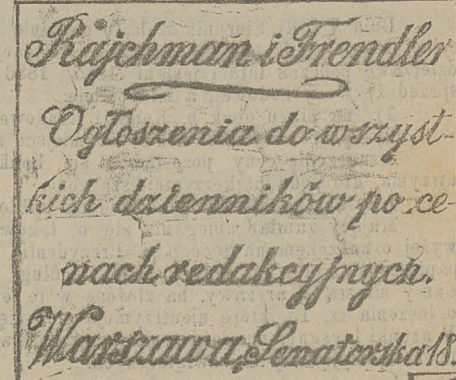 Rajchman i Frendler
Ogłoszenia do wszyst-
kich dzienników po ce-
nach redakcyjnych.
Warszawa, Senatorska 18.